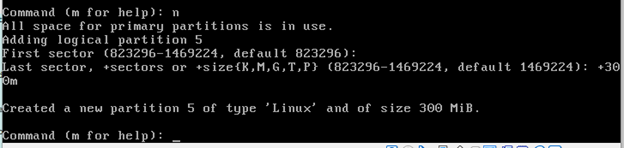 Command (m for help): n
All space for primary partitions is in use.
Adding logical partition 5
First sector (823296-1469224, default 823296):
Last sector, +sectors or +size{K,M,G,T,P} (823296-1469224, default 1469224): +30
0m
Created a new partition 5 of type 'Linux' and of size 300 MiB.
Command (m for help): _